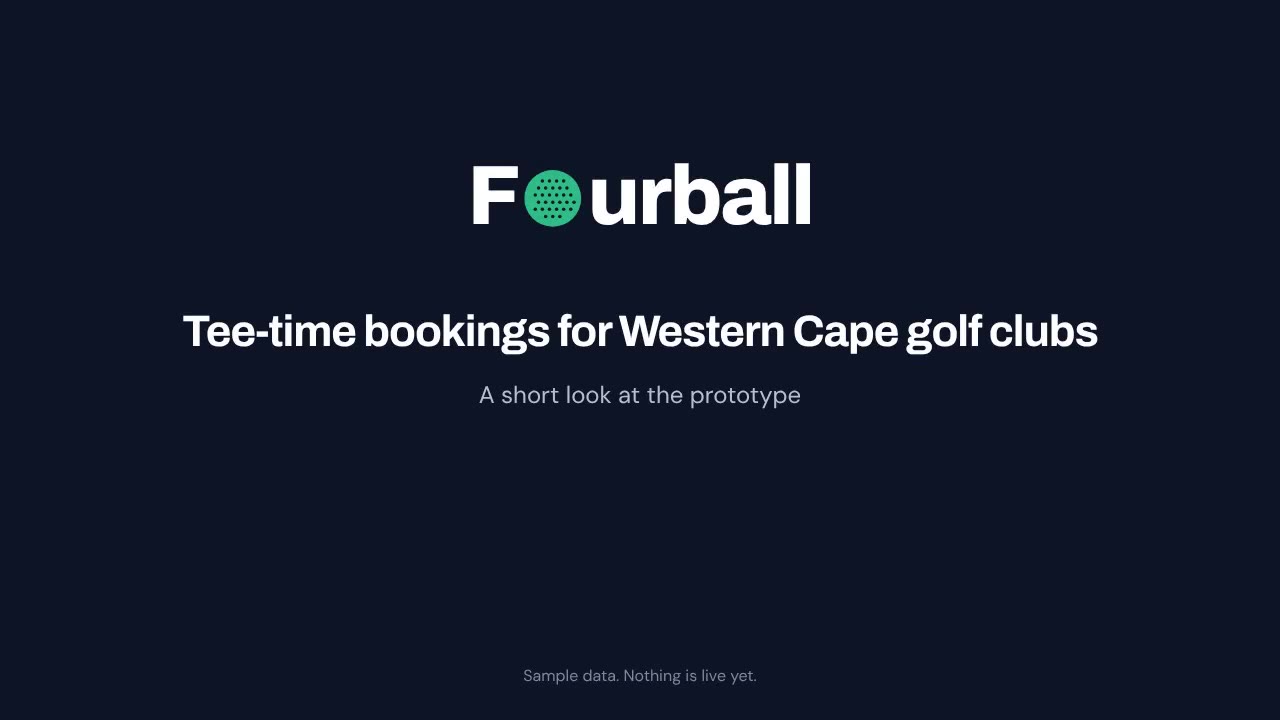 Fourball
Tee-time bookings for Western Cape golf clubs
A short look at the prototype
Sample data. Nothing is live yet.